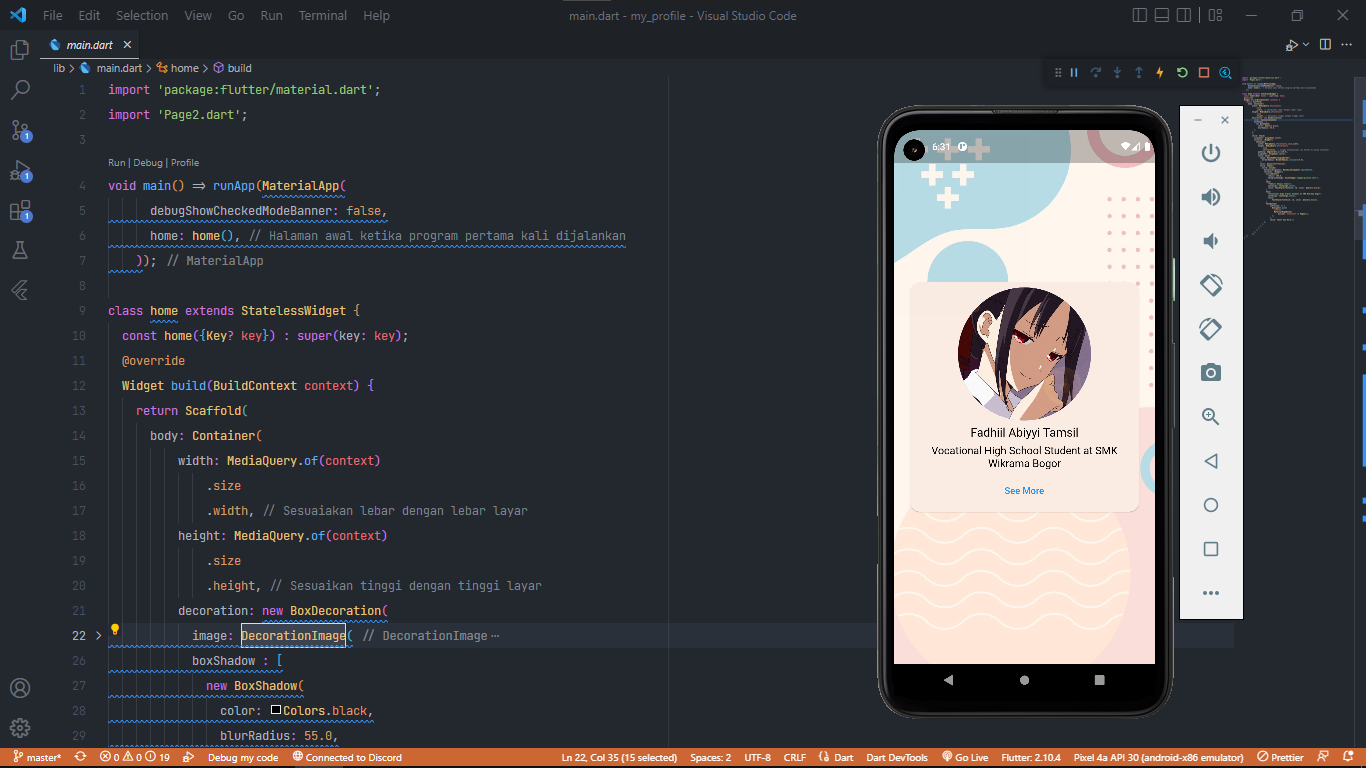 File Edit Selection View Go Run Terminal Help
main.dart - my_profile - Visual Studio Code
main.dart
lib > main.dart > home > build
1 import 'package:flutter/material.dart';
2 import 'Page2.dart';
3
Run | Debug | Profile
4 void main() => runApp(MaterialApp(
5 debugShowCheckedModeBanner: false,
6 home: home(), // Halaman awal ketika program pertama kali dijalankan
7 )); // MaterialApp
8
9 class home extends StatelessWidget {
10 const home({Key? key}) : super(key: key);
11 @override
12 Widget build(BuildContext context) {
13 return Scaffold(
14 body: Container(
15 width: MediaQuery.of(context)
16 .size
17 .width, // Sesuaiakan lebar dengan lebar layar
18 height: MediaQuery.of(context)
19 .size
20 .height, // Sesuaikan tinggi dengan tinggi layar
21 decoration: new BoxDecoration(
22 image: DecorationImage( // DecorationImage ⋯
26 boxShadow : [
27 new BoxShadow(
28 color: Colors.black,
29 blurRadius: 55.0,
1
1
1
6:31
Fadhiil Abiyyi Tamsil
Vocational High School Student at SMK
Wikrama Bogor
See More
master* 0 0 19 Debug my code Connected to Discord Ln 22, Col 35 (15 selected) Spaces: 2 UTF-8 CRLF Dart Dart DevTools Go Live Flutter: 2.10.4 Pixel 4a API 30 (android-x86 emulator) Prettier